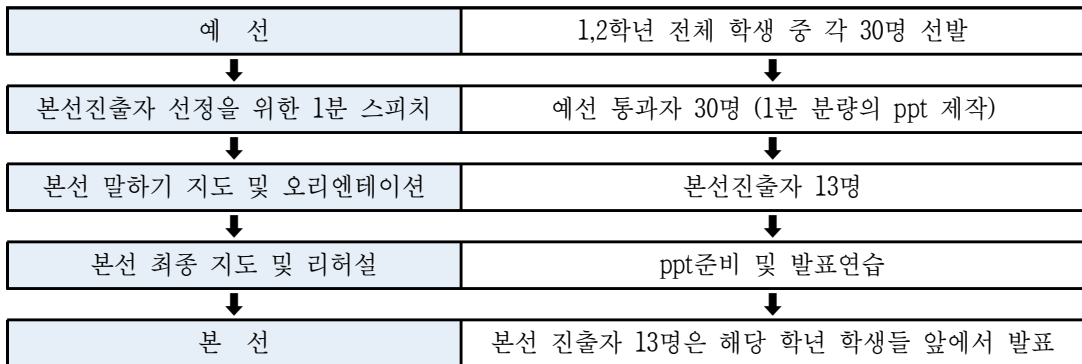 예 선
1,2학년 전체 학생 중 각 30명 선발
본선진출자 선정을 위한 1분 스피치
예선 통과자 30명 (1분 분량의 ppt 제작)
본선 말하기 지도 및 오리엔테이션
본선진출자 13명
본선 최종 지도 및 리허설
ppt준비 및 발표연습
본 선
본선 진출자 13명은 해당 학년 학생들 앞에서 발표